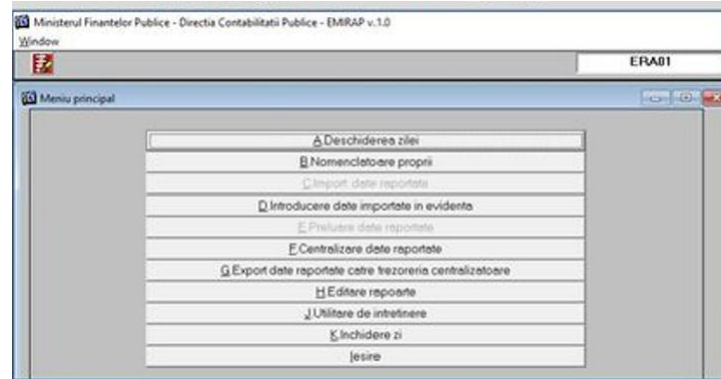 Ministerul Finantelor Publice - Directia Contabilitatii Publice - EMIRAP v.1.0
Window
ERA01
Meniu principal
A.Deschiderea zilei
B.Nomenclatoare proprii
C.Import date raportate
D.Introducere date importate in evidenta
E.Preluare date raportate
F.Centralizare date raportate
G.Export date raportate catre trezoreria centralizatoare
H.Editare rapoarte
J.Utilitare de intretinere
K.Inchidere zi
Iesire